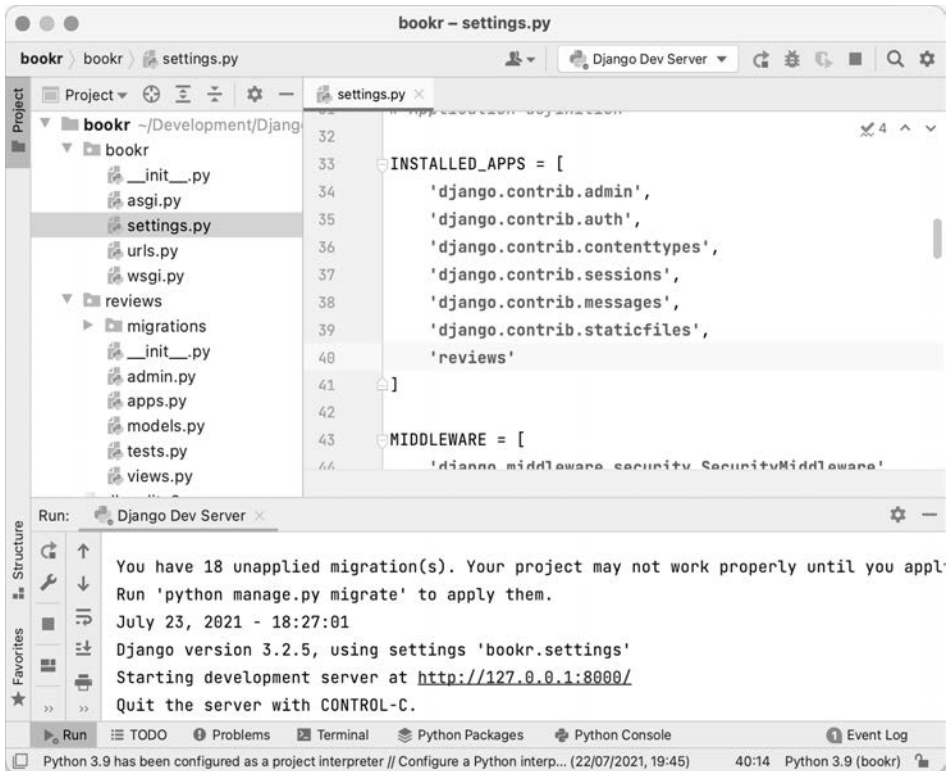 bookr – settings.py
bookr 〉 bookr 〉 settings.py
Django Dev Server
Project
Project
settings.py
bookr ~/Development/Djang
bookr
__init__.py
asgi.py
settings.py
urls.py
wsgi.py
reviews
migrations
__init__.py
admin.py
apps.py
models.py
tests.py
views.py
# Application definition
4
32
33 INSTALLED_APPS = [
34 'django.contrib.admin',
35 'django.contrib.auth',
36 'django.contrib.contenttypes',
37 'django.contrib.sessions',
38 'django.contrib.messages',
39 'django.contrib.staticfiles',
40 'reviews'
41 ]
42
43 MIDDLEWARE = [
44 'django.middleware.security.SecurityMiddleware'
Structure
Favorites
Run: Django Dev Server
You have 18 unapplied migration(s). Your project may not work properly until you appl
Run 'python manage.py migrate' to apply them.
July 23, 2021 - 18:27:01
Django version 3.2.5, using settings 'bookr.settings'
Starting development server at http://127.0.0.1:8000/
Quit the server with CONTROL-C.
Run TODO Problems Terminal Python Packages Python Console 1 Event Log
Python 3.9 has been configured as a project interpreter // Configure a Python interp... (22/07/2021, 19:45) 40:14 Python 3.9 (bookr)